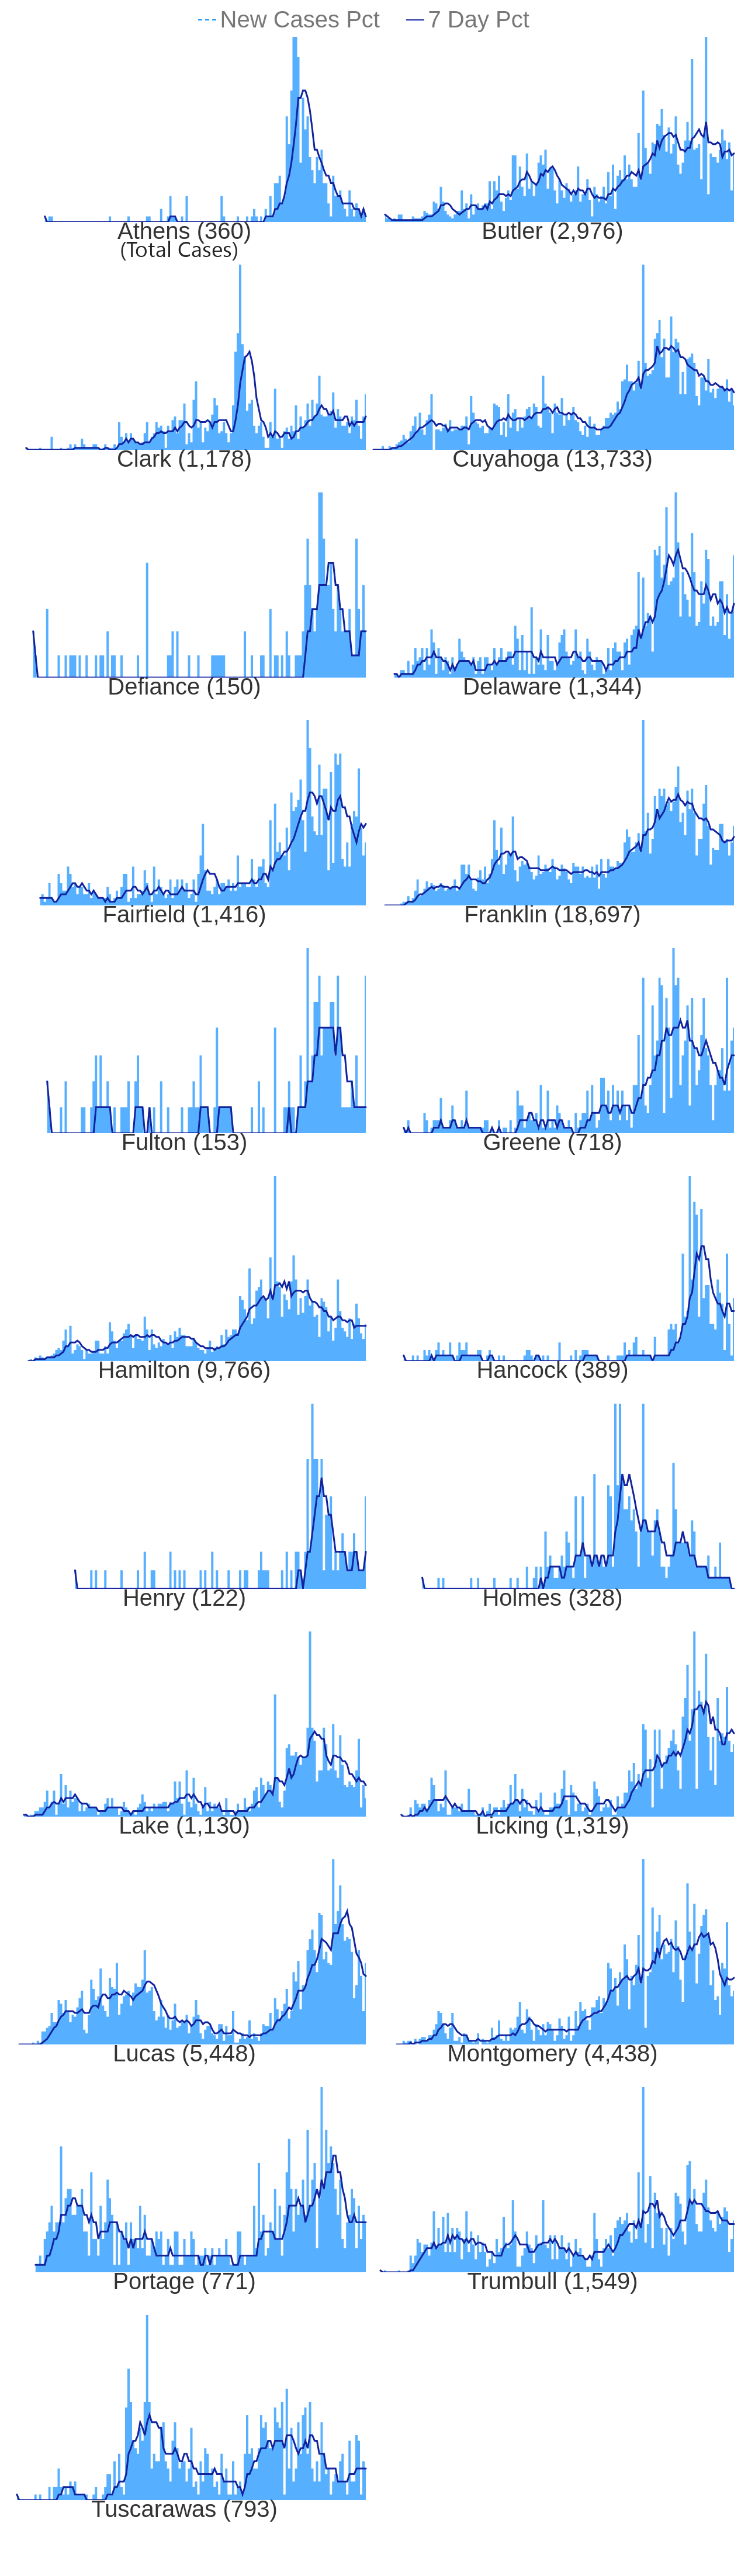 New Cases Pct 7 Day Pct
Athens (360) Butler (2,976)
(Total Cases)
Clark (1,178) Cuyahoga (13,733)
Defiance (150) Delaware (1,344)
Fairfield (1,416) Franklin (18,697)
Fulton (153) Greene (718)
Hamilton (9,766) Hancock (389)
Henry (122) Holmes (328)
Lake (1,130) Licking (1,319)
Lucas (5,448) Montgomery (4,438)
Portage (771) Trumbull (1,549)
Tuscarawas (793)